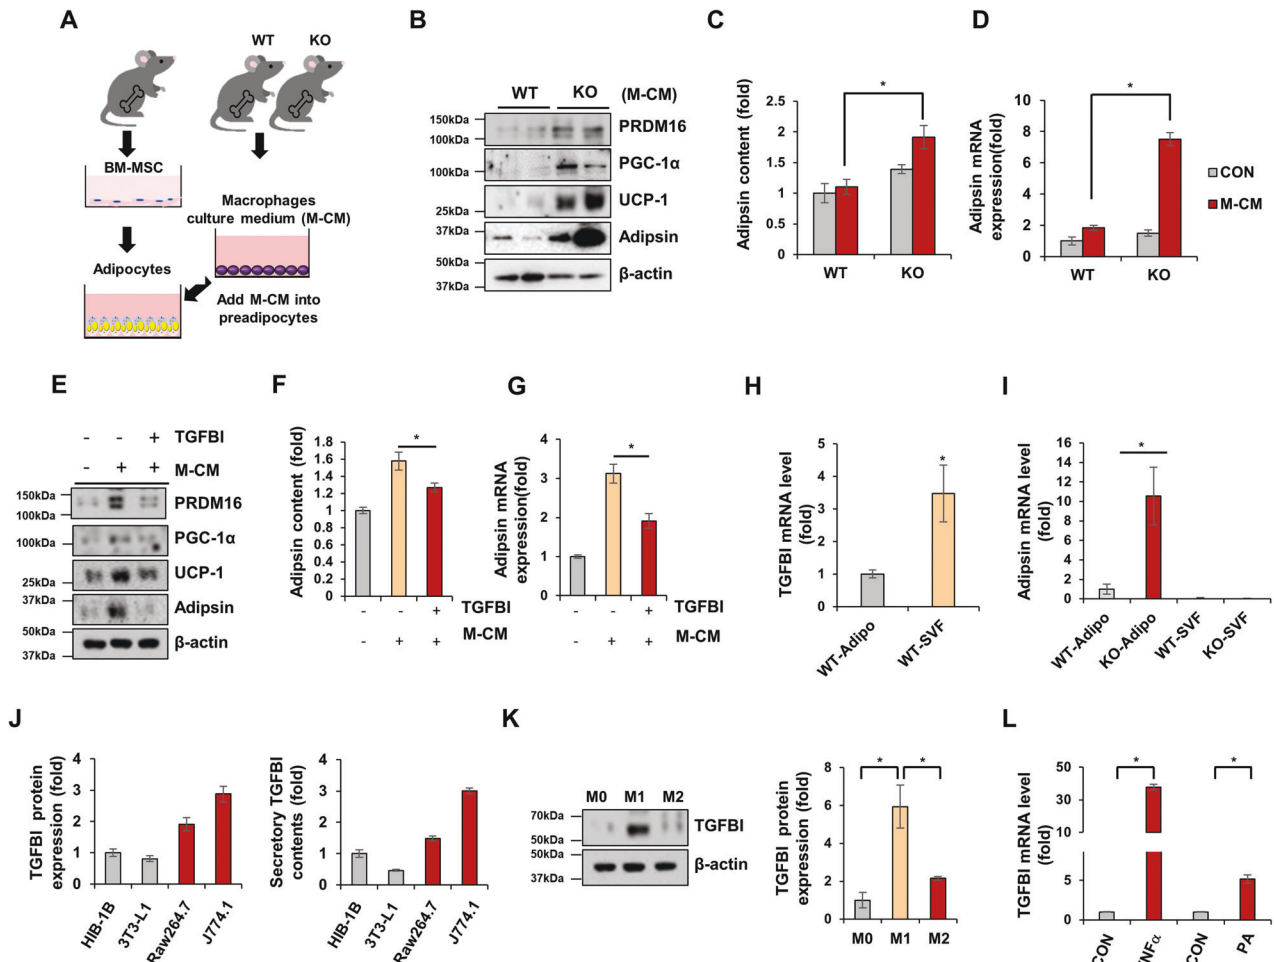 A
WT KO
BM-MSC
Macrophages
culture medium (M-CM)
Adipocytes
Add M-CM into
preadipocytes
B
WT KO (M-CM)
150kDa
100kDa
PRDM16
100kDa
PGC-1α
25kDa
UCP-1
37kDa
Adipsin
50kDa
37kDa
β-actin
C
Adipsin content (fold)
2.5
2
1.5
1
0.5
0
*
WT KO
D
Adipsin mRNA
expression(fold)
10
8
6
4
2
0
*
WT KO
CON
M-CM
E
- - + TGFBI
- + + M-CM
150kDa
100kDa
PRDM16
100kDa
PGC-1α
25kDa
UCP-1
37kDa
Adipsin
50kDa
37kDa
β-actin
F
Adipsin content (fold)
1.8
1.6
1.4
1.2
1
0.8
0.6
0.4
0.2
0
*
- - + TGFBI
- + + M-CM
G
Adipsin mRNA
expression(fold)
4
3
2
1
0
*
- - + TGFBI
- + + M-CM
H
TGFBI mRNA level
(fold)
5
4
3
2
1
0
*
WT-Adipo
WT-SVF
I
Adipsin mRNA level
(fold)
16
14
12
10
8
6
4
2
0
*
WT-Adipo
KO-Adipo
WT-SVF
KO-SVF
J
TGFBI protein
expression (fold)
4
3
2
1
0
HIB-1B
3T3-L1
Raw264.7
J774.1
Secretory TGFBI
contents (fold)
4
3
2
1
0
HIB-1B
3T3-L1
Raw264.7
J774.1
K
M0 M1 M2
70kDa
50kDa
TGFBI
50kDa
37kDa
β-actin
TGFBI protein
expression (fold)
8
6
4
2
0
* *
M0 M1 M2
L
TGFBI mRNA level
(fold)
50
30
10
5
0
* *
CON
NFα
CON
PA